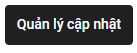 Quản lý cập nhật